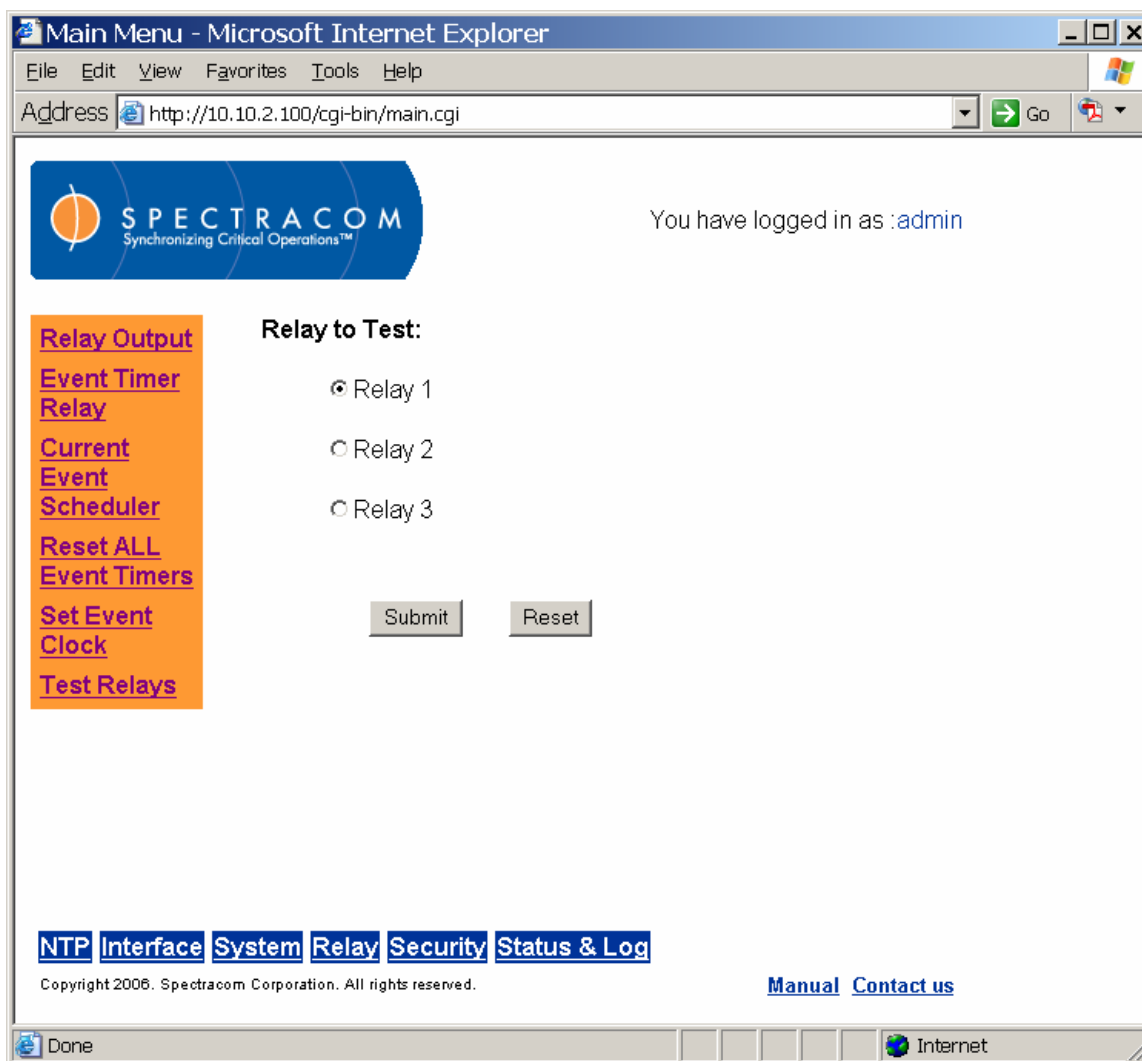 Main Menu - Microsoft Internet Explorer
File Edit View Favorites Tools Help
Address http://10.10.2.100/cgi-bin/main.cgi Go
SPECTRACOM
Synchronizing Critical Operations™
You have logged in as :admin
Relay Output
Event Timer
Relay
Current
Event
Scheduler
Reset ALL
Event Timers
Set Event
Clock
Test Relays
Relay to Test:
Relay 1
Relay 2
Relay 3
Submit Reset
NTP Interface System Relay Security Status & Log
Copyright 2006. Spectracom Corporation. All rights reserved.
Manual Contact us
Done Internet